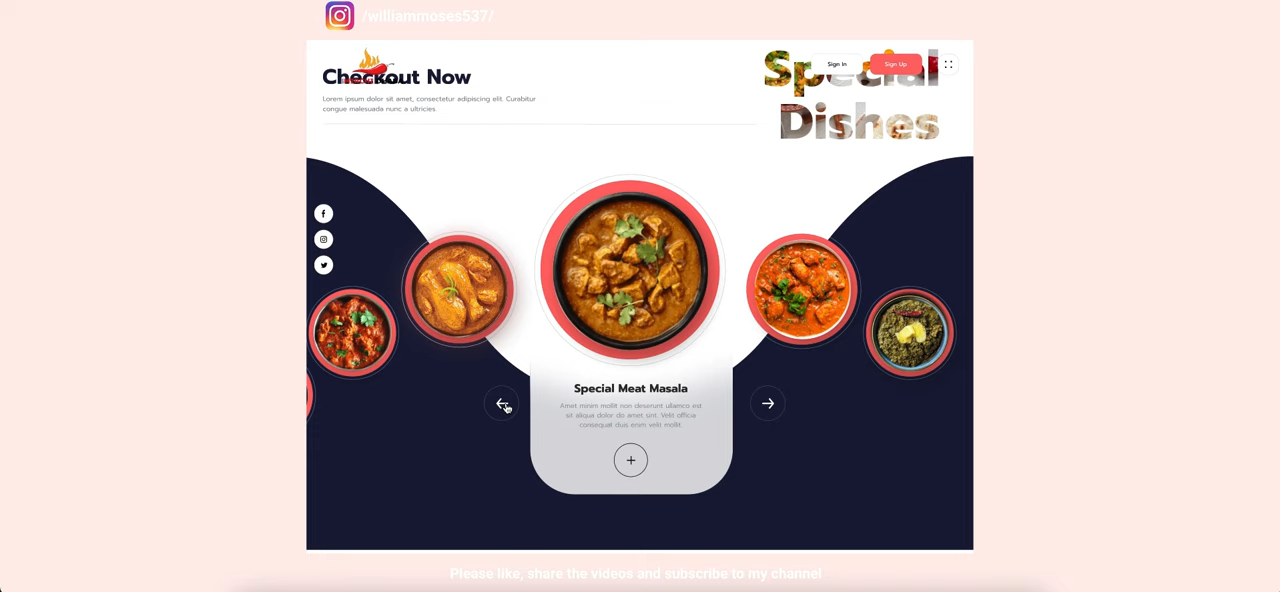 /williammoses537/
Checkout Now
Lorem ipsum dolor sit amet, consectetur adipiscing elit. Curabitur
congue malesuada nunc a ultricies.
Special
Dishes
Sign In
Sign Up
Special Meat Masala
Amet minim mollit non deserunt ullamco est
sit aliqua dolor do amet sint. Velit officia
consequat duis enim velit mollit.
Please like, share the videos and subscribe to my channel